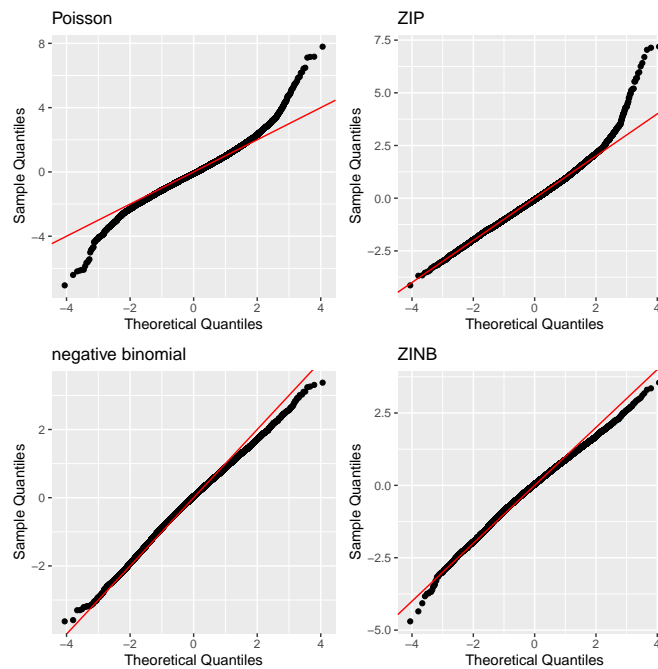 Poisson
8
4
0
−4
−4 −2 0 2 4
Theoretical Quantiles
Sample Quantiles
ZIP
7.5
5.0
2.5
0.0
−2.5
−4 −2 0 2 4
Theoretical Quantiles
Sample Quantiles
negative binomial
2
0
−2
−4 −2 0 2 4
Theoretical Quantiles
Sample Quantiles
ZINB
2.5
0.0
−2.5
−5.0
−4 −2 0 2 4
Theoretical Quantiles
Sample Quantiles